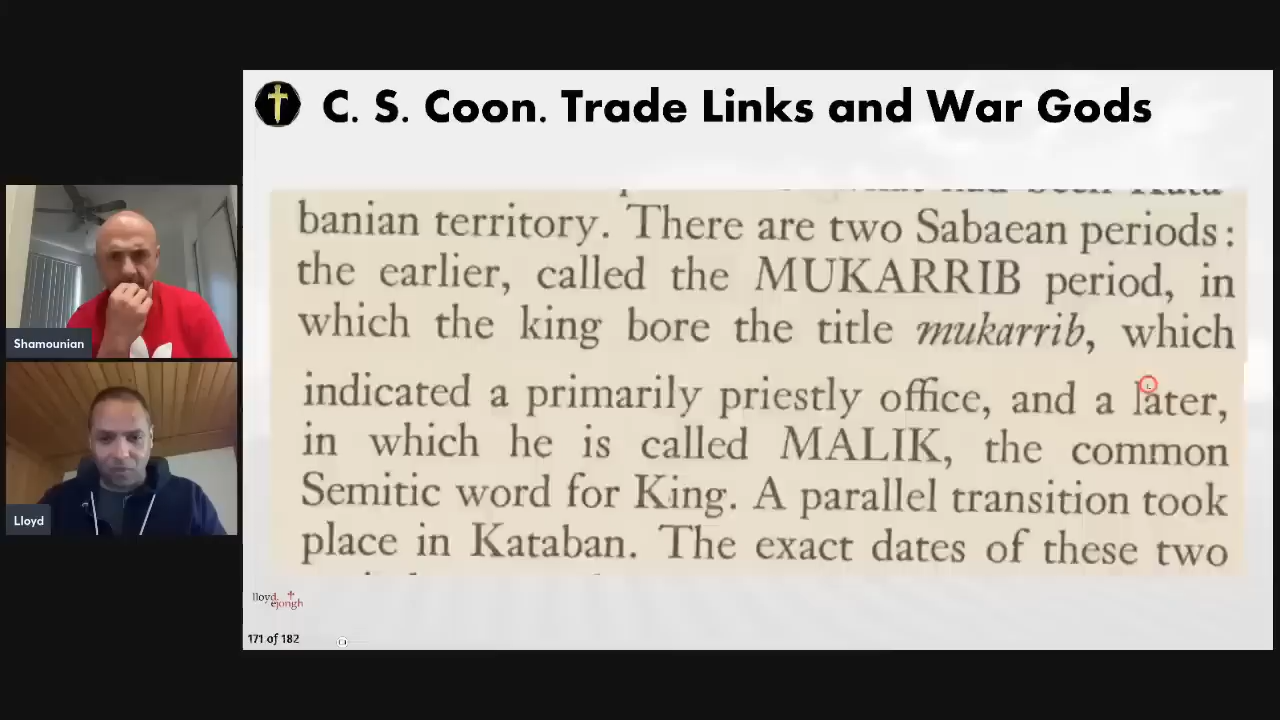 C. S. Coon. Trade Links and War Gods
banian territory. There are two Sabaean periods:
the earlier, called the MUKARRIB period, in
which the king bore the title mukarrib, which
indicated a primarily priestly office, and a later,
in which he is called MALIK, the common
Semitic word for King. A parallel transition took
place in Kataban. The exact dates of these two
Shamounian
Lloyd
lloyd
ejongh
171 of 182